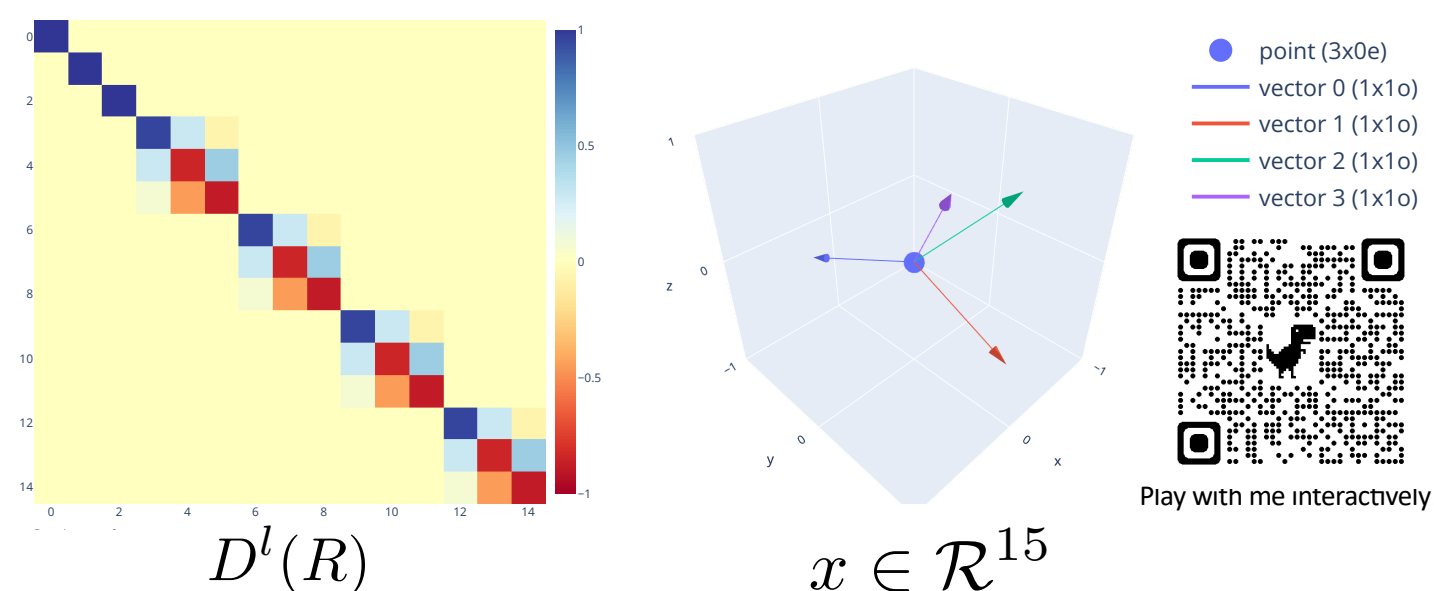 0
2
4
6
8
10
12
14
0 2 4 6 8 10 12 14
1
0.5
0
−0.5
−1
D^l(R)
1
0
−1
z
y
0
0
x
−1
x ∈ ℛ^15
point (3x0e)
vector 0 (1x1o)
vector 1 (1x1o)
vector 2 (1x1o)
vector 3 (1x1o)
Play with me interactively